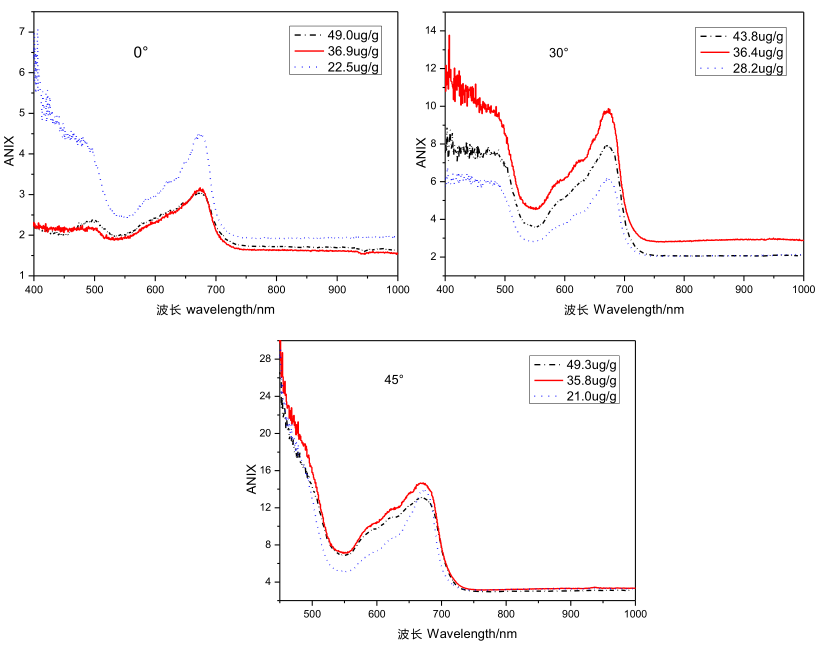 7
6
5
4
3
2
1
ANIX
0°
49.0ug/g
36.9ug/g
22.5ug/g
400 500 600 700 800 900 1000
波长 wavelength/nm
14
12
10
8
6
4
2
ANIX
30°
43.8ug/g
36.4ug/g
28.2ug/g
400 500 600 700 800 900 1000
波长 Wavelength/nm
28
24
20
16
12
8
4
ANIX
45°
49.3ug/g
35.8ug/g
21.0ug/g
500 600 700 800 900 1000
波长 Wavelength/nm